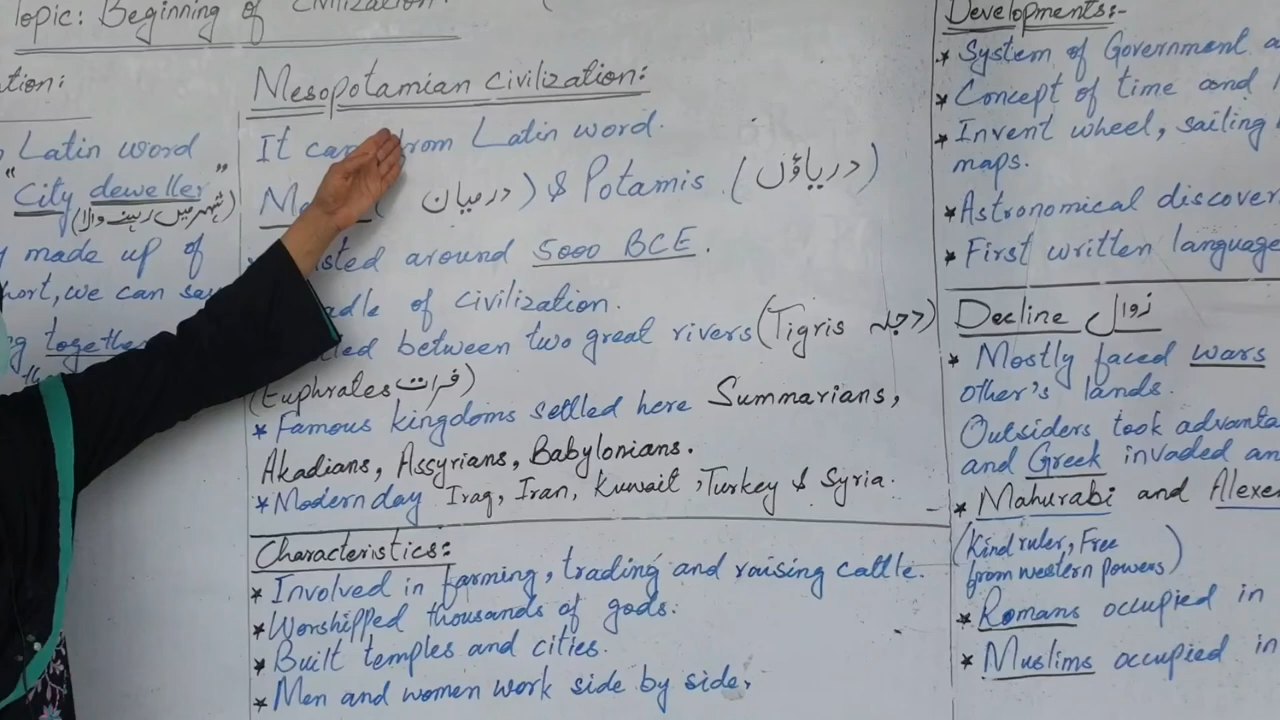 Topic: Beginning of Civilization.
tion:
Latin word
"City deweller"
(شہر میں رہنے والا)
made up of
hort, we can say
g together
Mesopotamian civilization:
It can from Latin word.
(درمیان) & Potamis (دریاؤں)
isted around 5000 BCE.
adle of civilization.
led between two great rivers (Tigris دجلہ)
(Euphrates فرات)
* Famous kingdoms settled here Summarians,
Akadians, Assyrians, Babylonians.
* Modern day Iraq, Iran, Kuwait, Turkey & Syria.
Characteristics:
* Involved in farming, trading and raising cattle.
* Worshipped thousands of gods.
* Built temples and cities.
* Men and women work side by side,
Developments:-
* System of Government a
* Concept of time and
* Invent wheel, sailing
maps.
* Astronomical discover
* First written language
Decline زوال
* Mostly faced wars
other's lands.
Outsiders took advanta
and Greek invaded an
* Mahurabi and Alexe
(Kind ruler, Free
from western powers)
* Romans occupied in
* Muslims occupied in